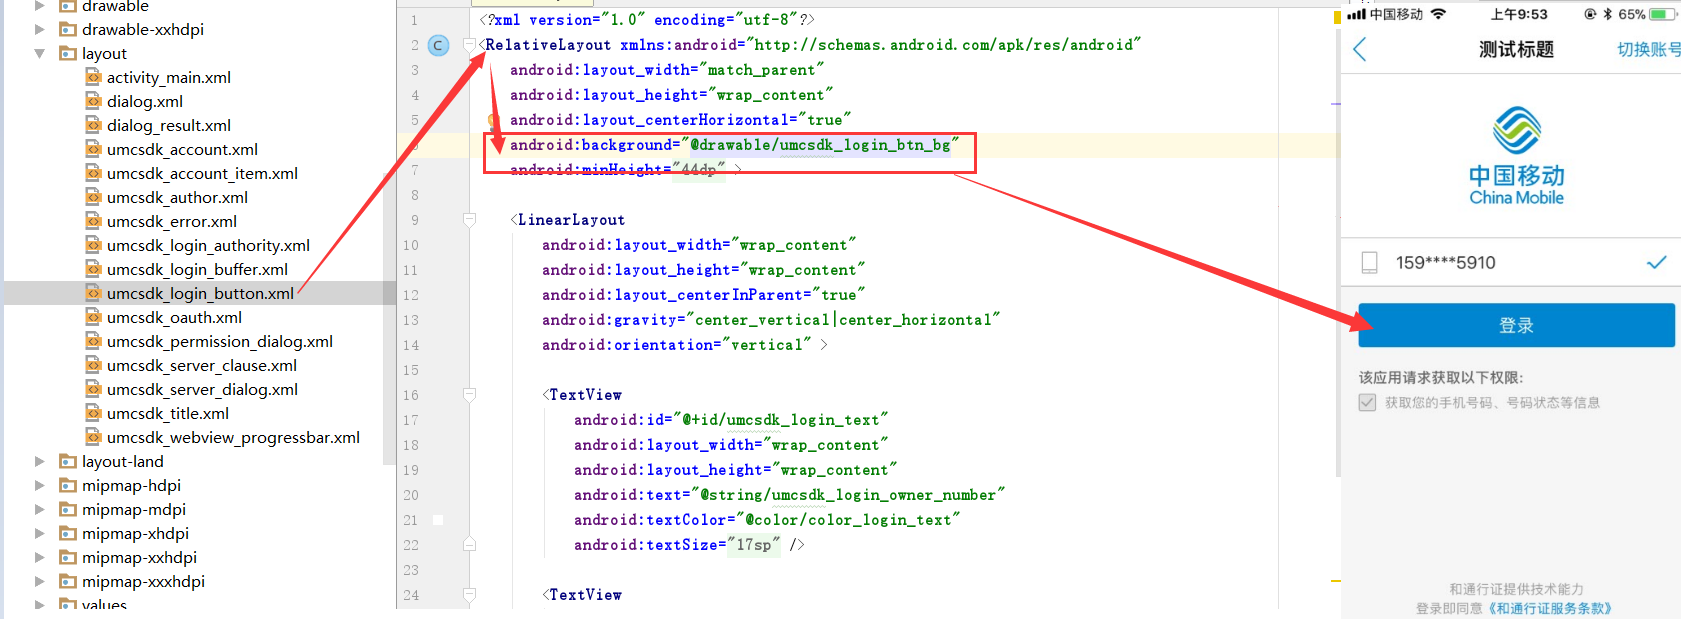 drawable
drawable-xxhdpi
layout
activity_main.xml
dialog.xml
dialog_result.xml
umcsdk_account.xml
umcsdk_account_item.xml
umcsdk_author.xml
umcsdk_error.xml
umcsdk_login_authority.xml
umcsdk_login_buffer.xml
umcsdk_login_button.xml
umcsdk_oauth.xml
umcsdk_permission_dialog.xml
umcsdk_server_clause.xml
umcsdk_server_dialog.xml
umcsdk_title.xml
umcsdk_webview_progressbar.xml
layout-land
mipmap-hdpi
mipmap-mdpi
mipmap-xhdpi
mipmap-xxhdpi
mipmap-xxxhdpi
values
1 <?xml version="1.0" encoding="utf-8"?>
2 C <RelativeLayout xmlns:android="http://schemas.android.com/apk/res/android"
3 android:layout_width="match_parent"
4 android:layout_height="wrap_content"
5 android:layout_centerHorizontal="true"
android:background="@drawable/umcsdk_login_btn_bg"
7 android:minHeight="44dp" >
8
9 <LinearLayout
10 android:layout_width="wrap_content"
11 android:layout_height="wrap_content"
12 android:layout_centerInParent="true"
13 android:gravity="center_vertical|center_horizontal"
14 android:orientation="vertical" >
15
16 <TextView
17 android:id="@+id/umcsdk_login_text"
18 android:layout_width="wrap_content"
19 android:layout_height="wrap_content"
20 android:text="@string/umcsdk_login_owner_number"
21 android:textColor="@color/color_login_text"
22 android:textSize="17sp" />
23
24 <TextView
中国移动 上午9:53 65%
测试标题 切换账号
中国移动
China Mobile
159****5910
登录
该应用请求获取以下权限:
获取您的手机号码、号码状态等信息
和通行证提供技术能力
登录即同意《和通行证服务条款》